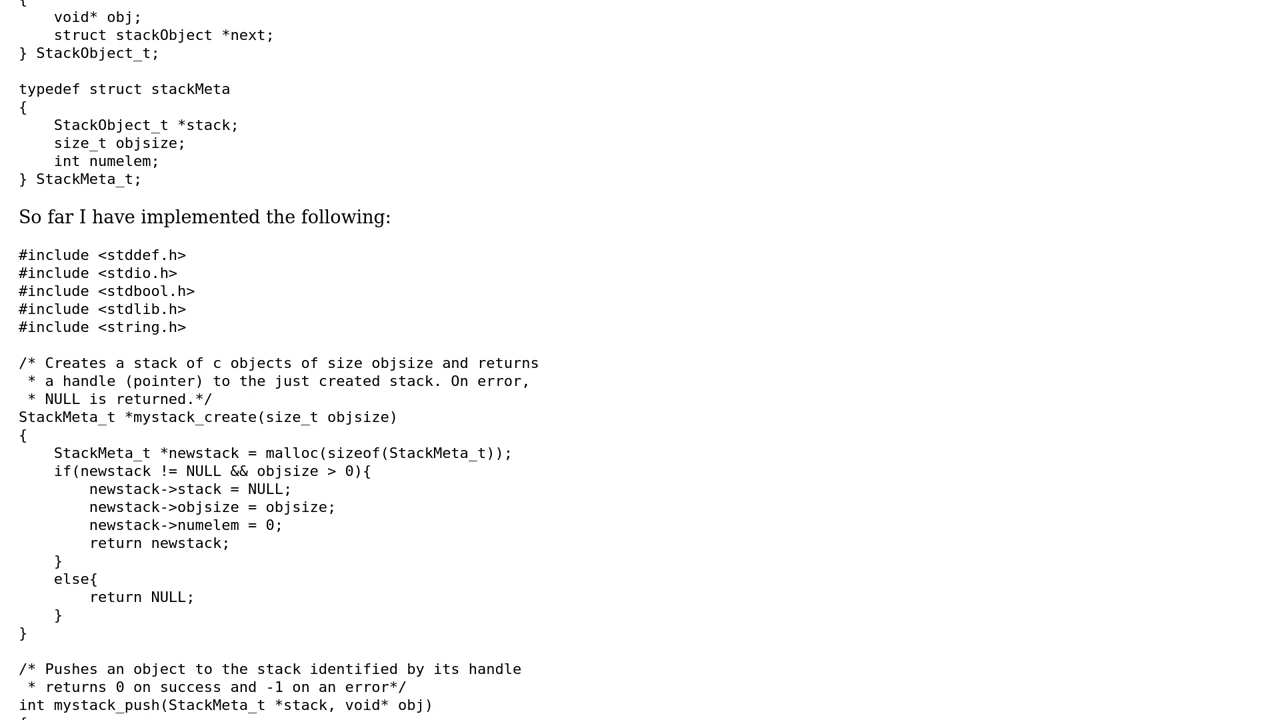 {
    void* obj;
    struct stackObject *next;
} StackObject_t;

typedef struct stackMeta
{
    StackObject_t *stack;
    size_t objsize;
    int numelem;
} StackMeta_t;

So far I have implemented the following:

#include <stddef.h>
#include <stdio.h>
#include <stdbool.h>
#include <stdlib.h>
#include <string.h>

/* Creates a stack of c objects of size objsize and returns
 * a handle (pointer) to the just created stack. On error,
 * NULL is returned.*/
StackMeta_t *mystack_create(size_t objsize)
{
    StackMeta_t *newstack = malloc(sizeof(StackMeta_t));
    if(newstack != NULL && objsize > 0){
        newstack->stack = NULL;
        newstack->objsize = objsize;
        newstack->numelem = 0;
        return newstack;
    }
    else{
        return NULL;
    }
}

/* Pushes an object to the stack identified by its handle
 * returns 0 on success and -1 on an error*/
int mystack_push(StackMeta_t *stack, void* obj)
{